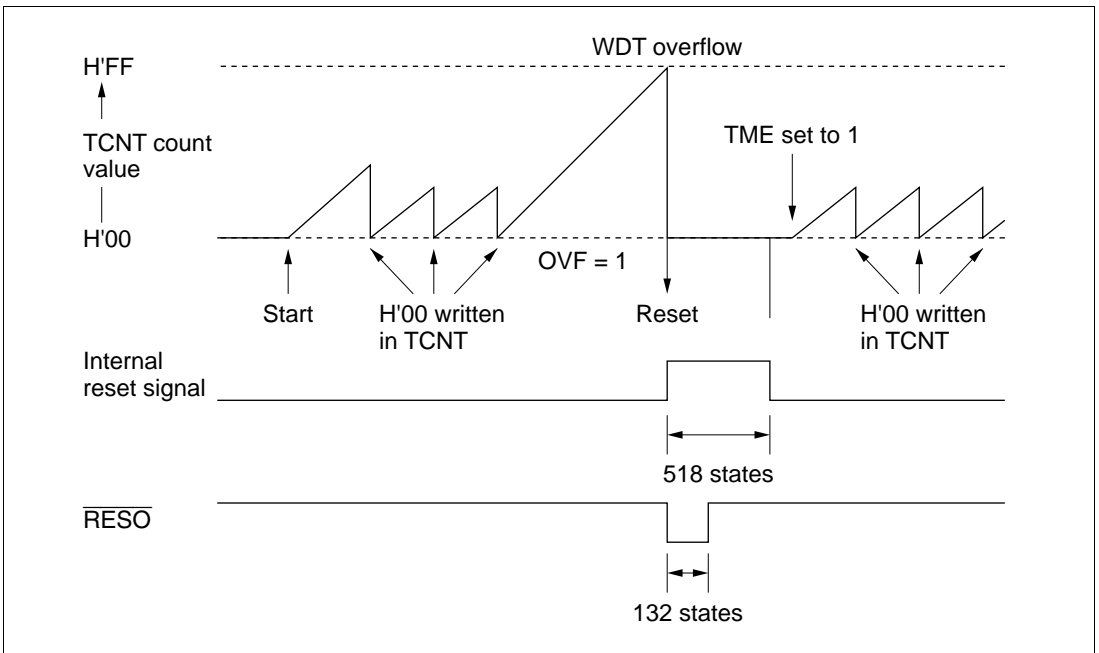 WDT overflow
H'FF
TCNT count
value
TME set to 1
H'00
OVF = 1
Start
H'00 written
in TCNT
Reset
H'00 written
in TCNT
Internal
reset signal
518 states
RESO
132 states